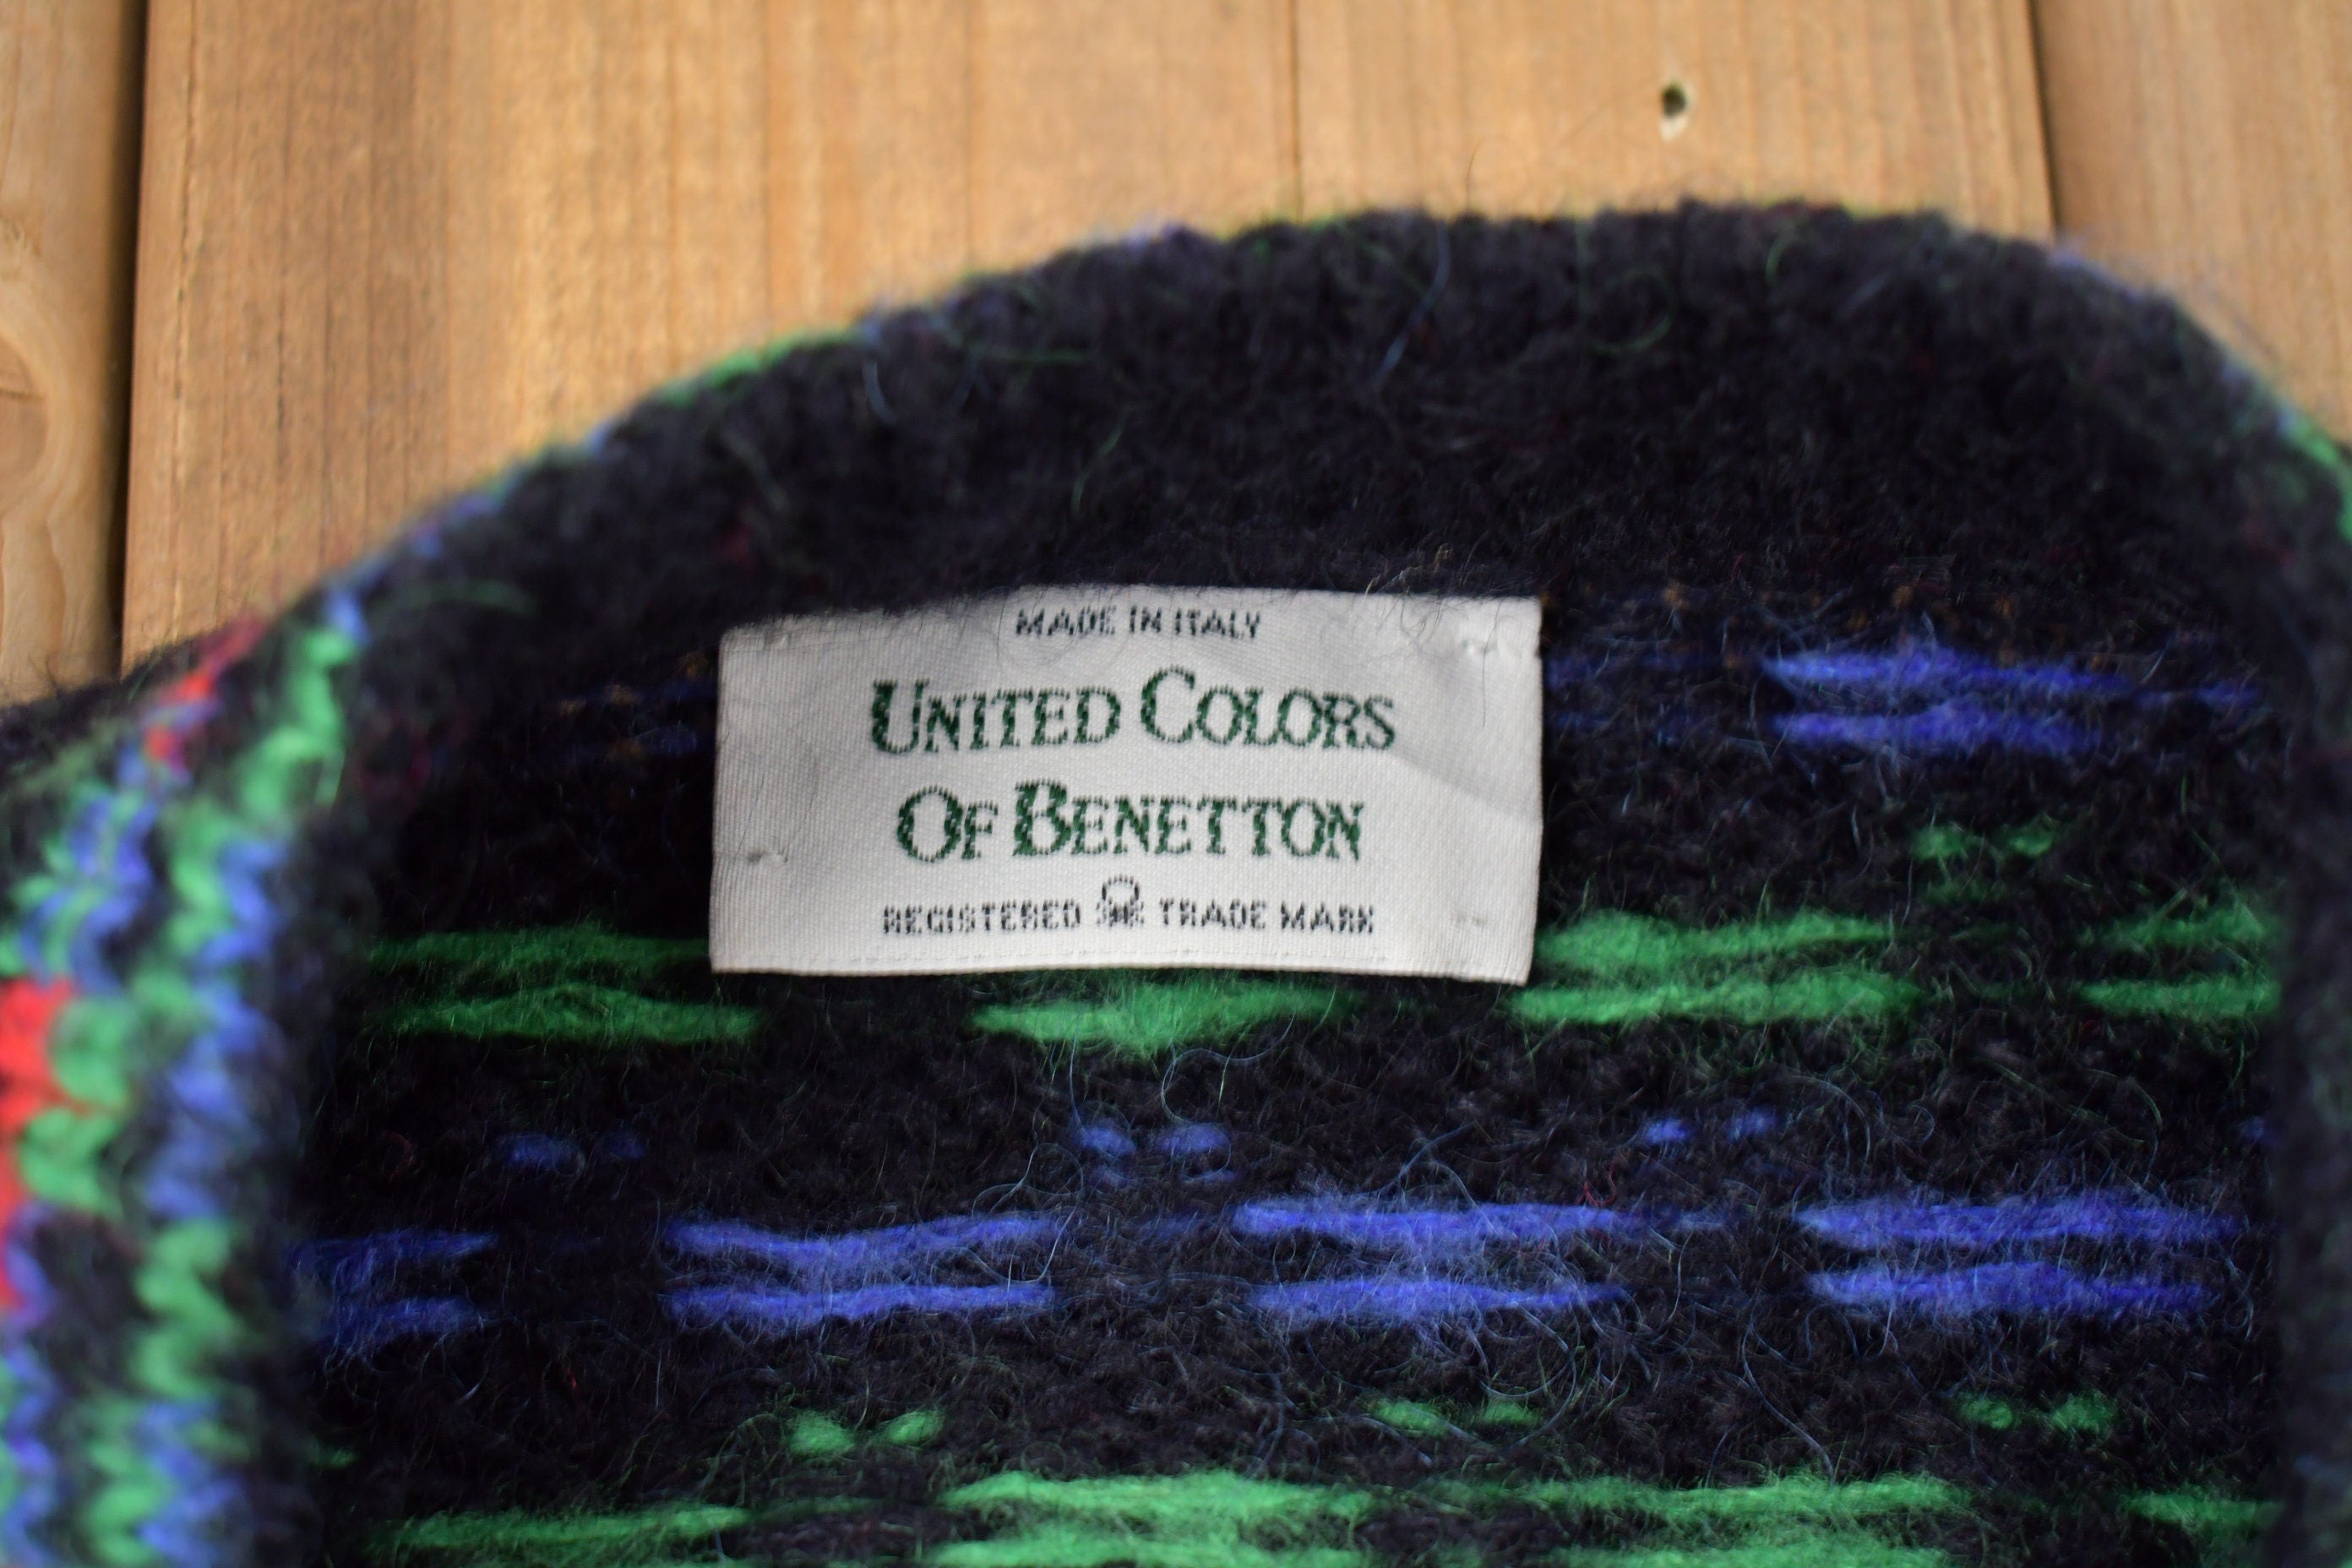 MADE IN ITALY
UNITED COLORS
OF BENETTON
REGISTERED TRADE MARK